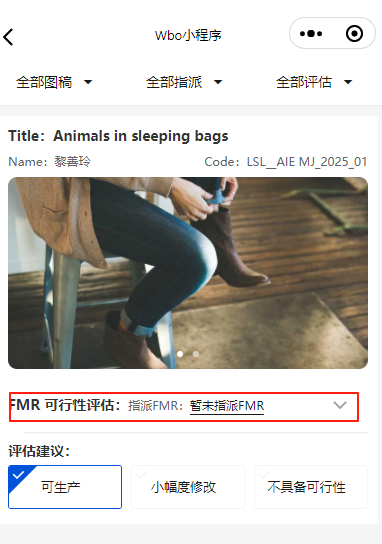 Wbo小程序
全部图稿 全部指派 全部评估
Title：Animals in sleeping bags
Name：黎善玲 Code：LSL__AIE MJ_2025_01
FMR 可行性评估：指派FMR：暂未指派FMR
评估建议：
可生产 小幅度修改 不具备可行性